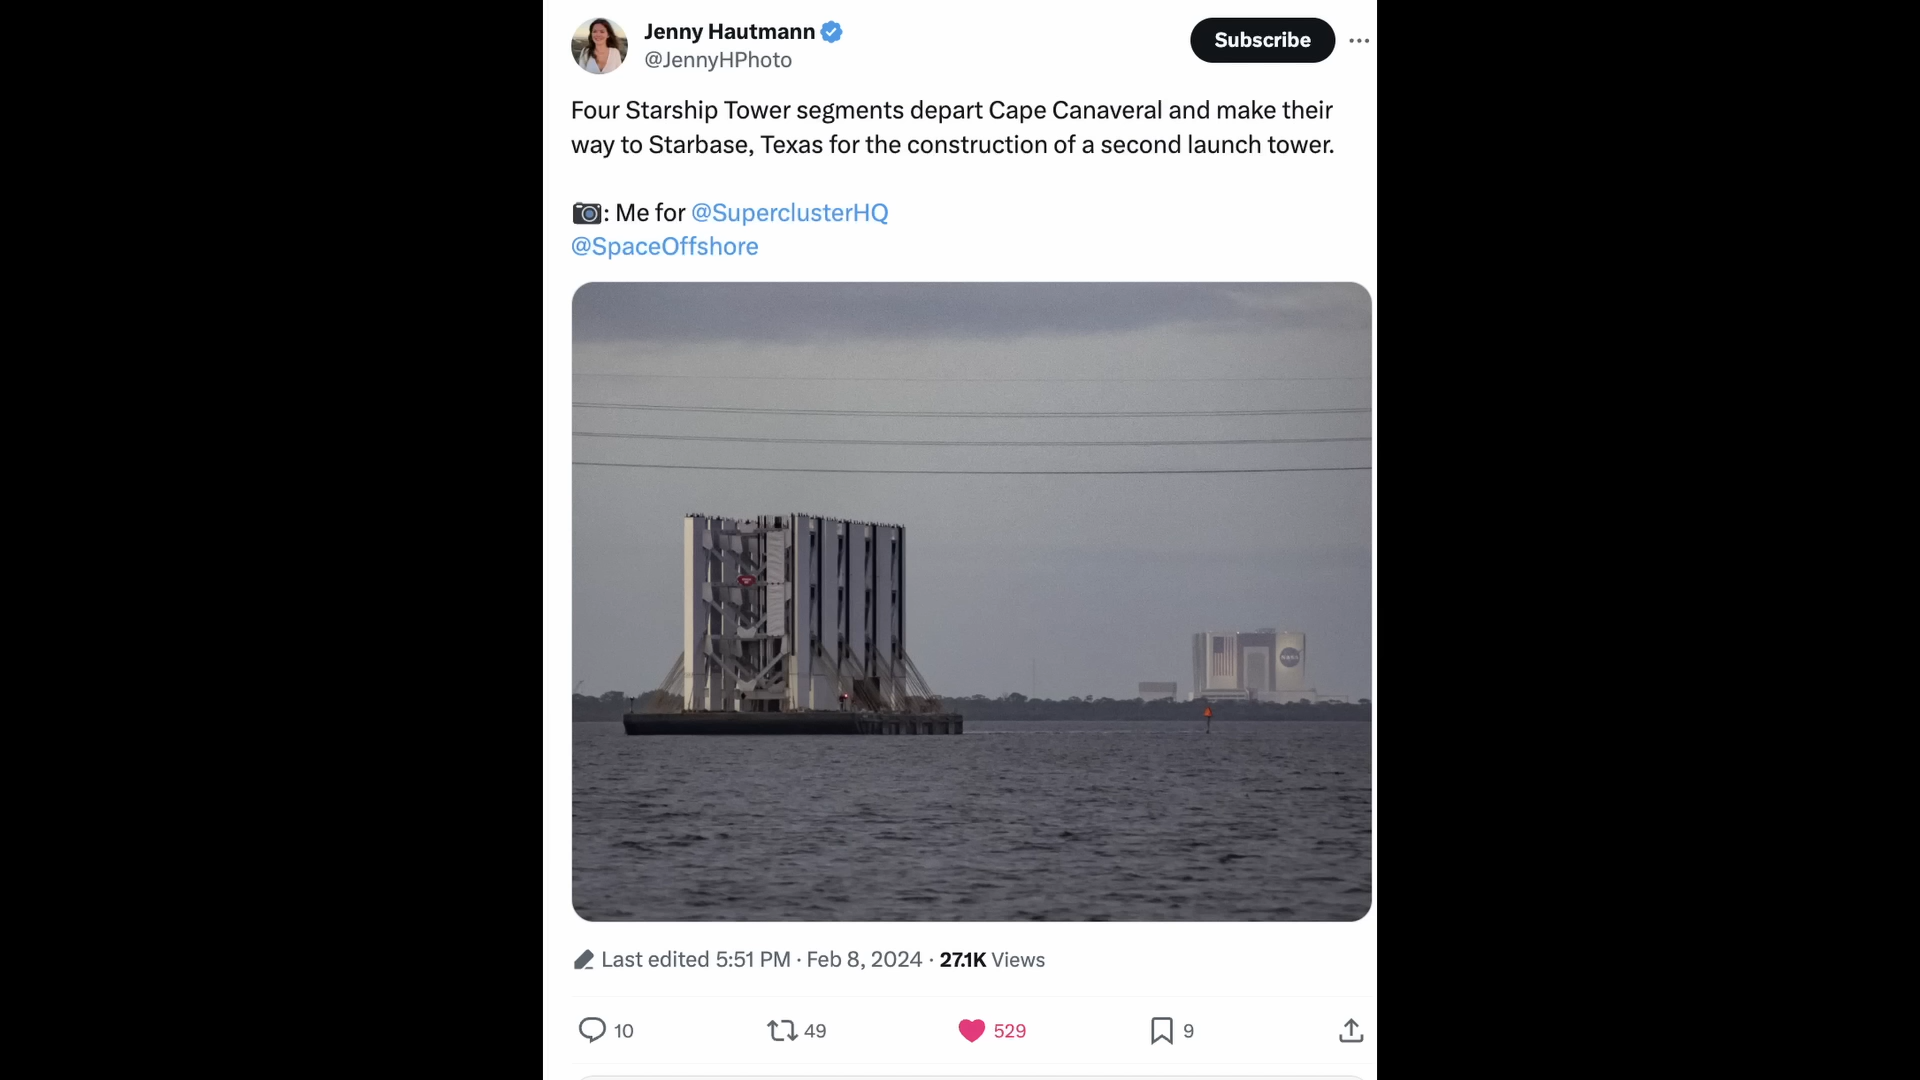 Jenny Hautmann
@JennyHPhoto
Subscribe
Four Starship Tower segments depart Cape Canaveral and make their
way to Starbase, Texas for the construction of a second launch tower.
: Me for @SuperclusterHQ
@SpaceOffshore
Last edited 5:51 PM · Feb 8, 2024 · 27.1K Views
10 49 529 9